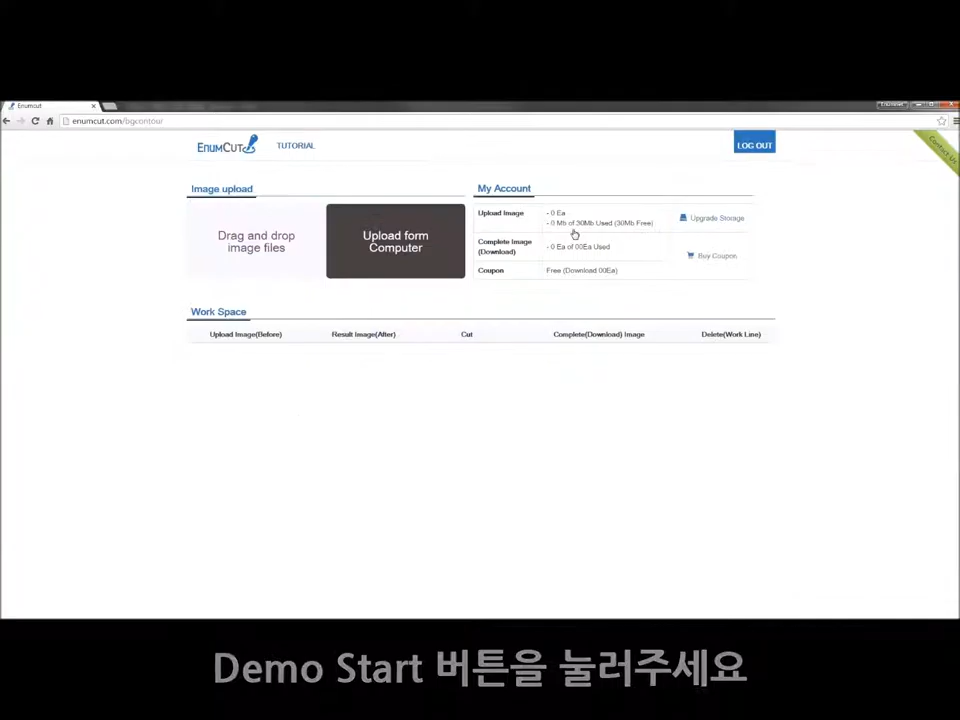 Enumcut
enumcut.com/bgcontour
Contact Us
ENUMCUT
TUTORIAL
LOG OUT
Image upload
Drag and drop
image files
Upload form
Computer
My Account
Upload Image
- 0 Ea
- 0 Mb of 30Mb Used (30Mb Free)
Upgrade Storage
Complete Image
(Download)
- 0 Ea of 00Ea Used
Buy Coupon
Coupon
Free (Download 00Ea)
Work Space
Upload Image(Before) Result Image(After) Cut Complete(Download) Image Delete(Work Line)
Demo Start 버튼을 눌러주세요